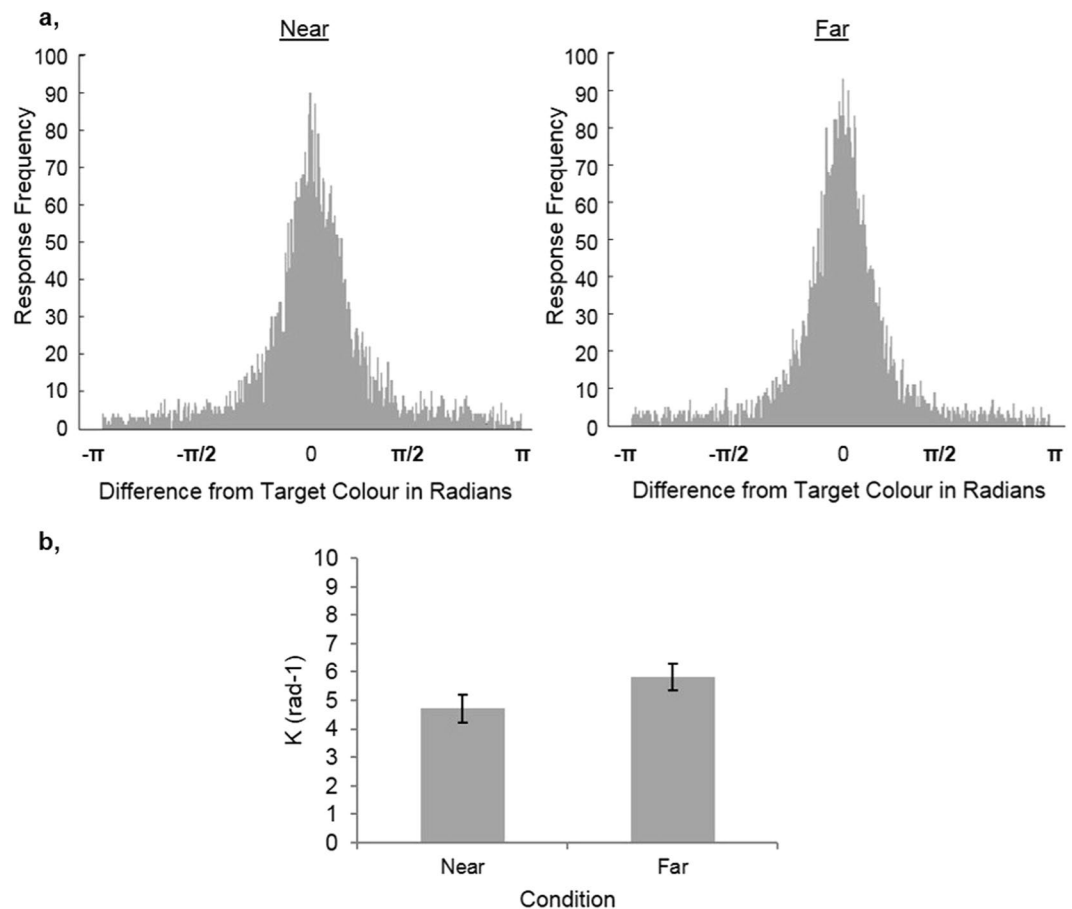 a,
Near
100
90
80
70
60
50
40
30
20
10
0
Response Frequency
-π -π/2 0 π/2 π
Difference from Target Colour in Radians
Far
100
90
80
70
60
50
40
30
20
10
0
Response Frequency
-π -π/2 0 π/2 π
Difference from Target Colour in Radians
b,
10
9
8
7
6
5
4
3
2
1
0
K (rad-1)
Near Far
Condition